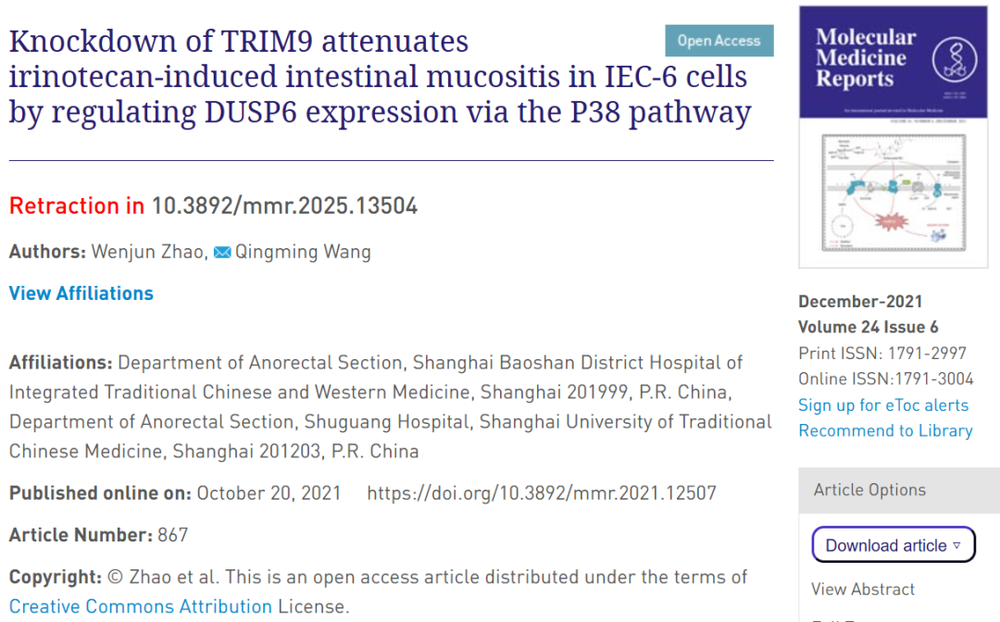 Knockdown of TRIM9 attenuates
irinotecan-induced intestinal mucositis in IEC-6 cells
by regulating DUSP6 expression via the P38 pathway
Open Access
Retraction in 10.3892/mmr.2025.13504
Authors: Wenjun Zhao, Qingming Wang
View Affiliations
Affiliations: Department of Anorectal Section, Shanghai Baoshan District Hospital of
Integrated Traditional Chinese and Western Medicine, Shanghai 201999, P.R. China,
Department of Anorectal Section, Shuguang Hospital, Shanghai University of Traditional
Chinese Medicine, Shanghai 201203, P.R. China
Published online on: October 20, 2021 https://doi.org/10.3892/mmr.2021.12507
Article Number: 867
Copyright: © Zhao et al. This is an open access article distributed under the terms of
Creative Commons Attribution License.
Molecular
Medicine
Reports
December-2021
Volume 24 Issue 6
Print ISSN: 1791-2997
Online ISSN:1791-3004
Sign up for eToc alerts
Recommend to Library
Article Options
Download article ▿
View Abstract